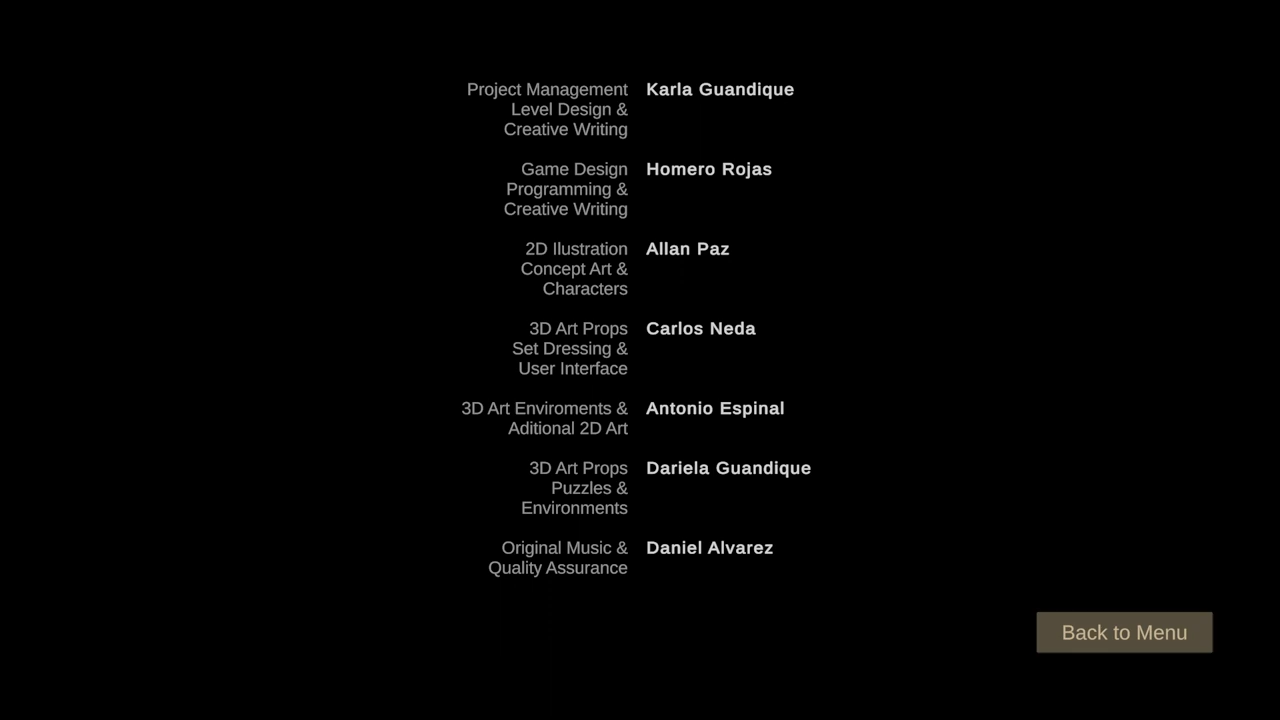 Project Management Karla Guandique
Level Design &
Creative Writing
Game Design Homero Rojas
Programming &
Creative Writing
2D Ilustration Allan Paz
Concept Art &
Characters
3D Art Props Carlos Neda
Set Dressing &
User Interface
3D Art Enviroments & Antonio Espinal
Aditional 2D Art
3D Art Props Dariela Guandique
Puzzles &
Environments
Original Music & Daniel Alvarez
Quality Assurance
Back to Menu